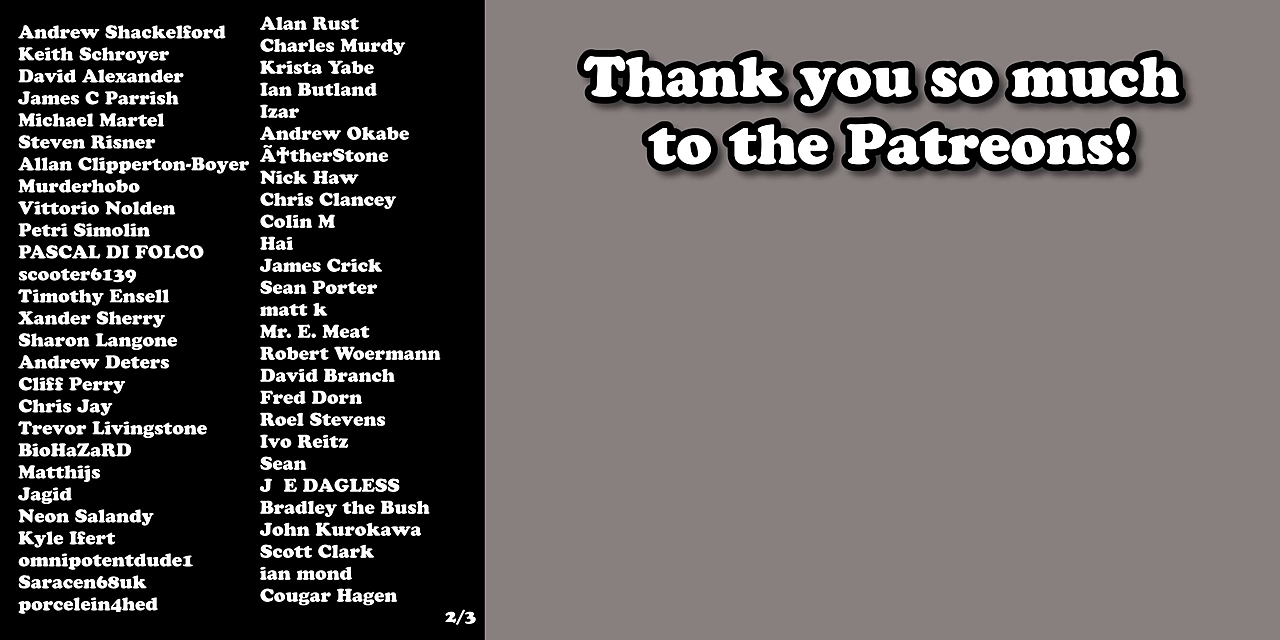 Andrew Shackelford
Keith Schroyer
David Alexander
James C Parrish
Michael Martel
Steven Risner
Allan Clipperton-Boyer
Murderhobo
Vittorio Nolden
Petri Simolin
PASCAL DI FOLCO
scooter6139
Timothy Ensell
Xander Sherry
Sharon Langone
Andrew Deters
Cliff Perry
Chris Jay
Trevor Livingstone
BioHaZaRD
Matthijs
Jagid
Neon Salandy
Kyle Ifert
omnipotentdude1
Saracen68uk
porcelein4hed
Alan Rust
Charles Murdy
Krista Yabe
Ian Butland
Izar
Andrew Okabe
Ã†therStone
Nick Haw
Chris Clancey
Colin M
Hai
James Crick
Sean Porter
matt k
Mr. E. Meat
Robert Woermann
David Branch
Fred Dorn
Roel Stevens
Ivo Reitz
Sean
J  E DAGLESS
Bradley the Bush
John Kurokawa
Scott Clark
ian mond
Cougar Hagen
2/3
Thank you so much
to the Patreons!